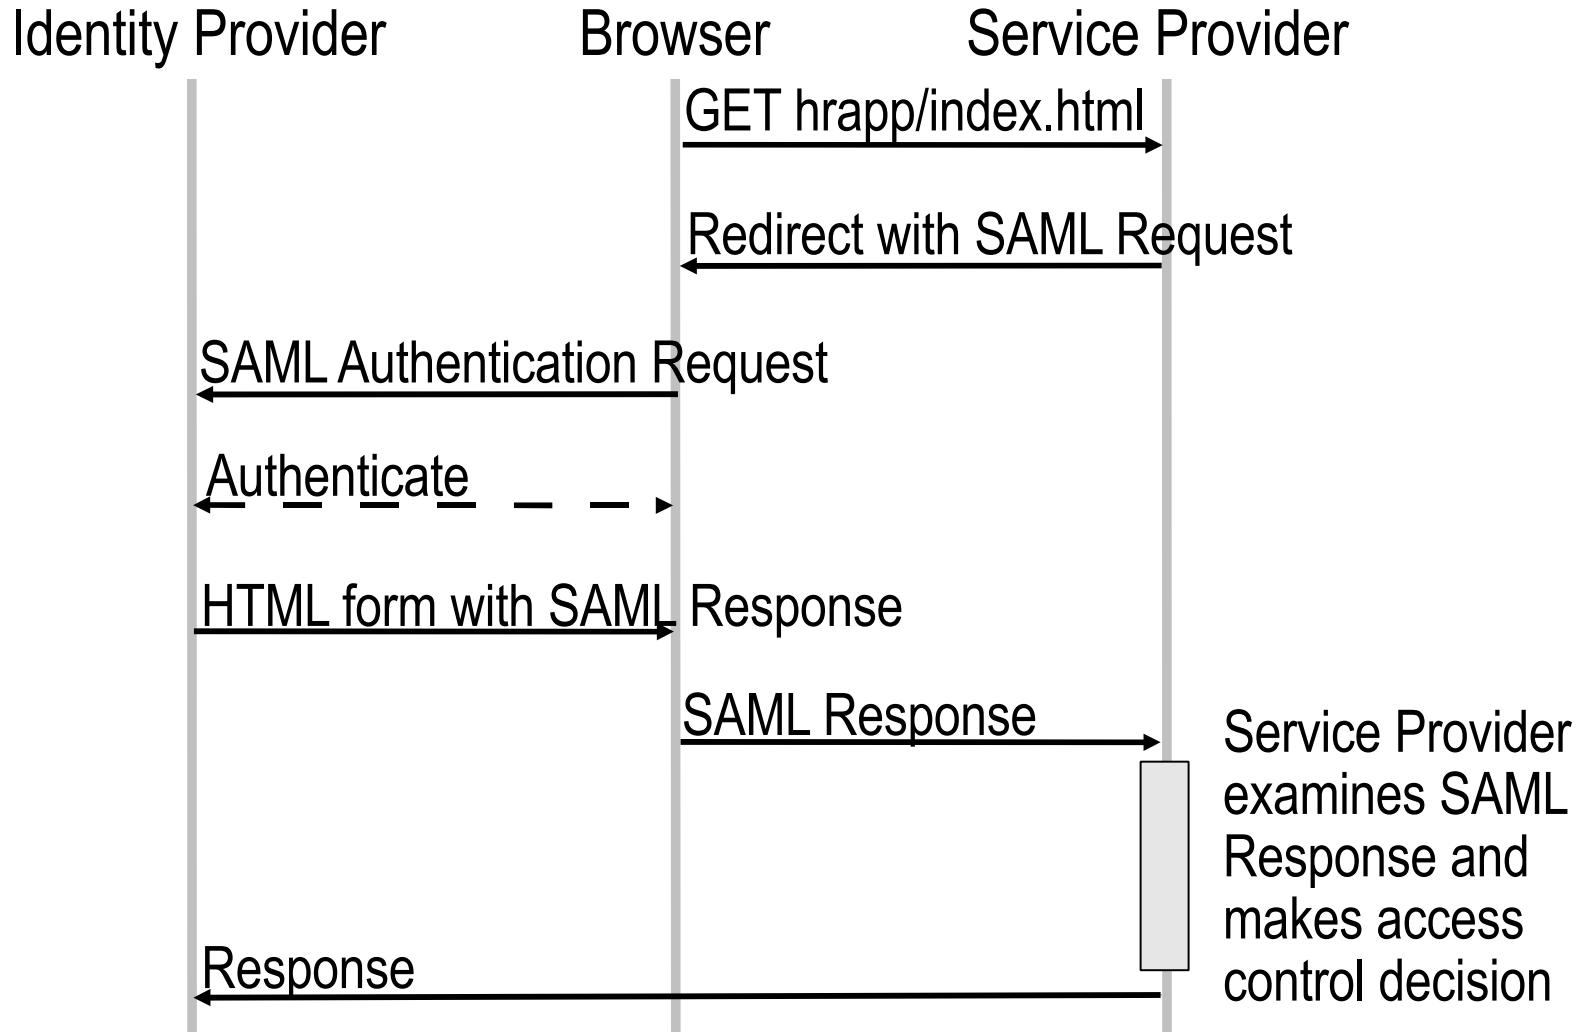 Identity Provider
Browser
Service Provider
GET hrapp/index.html
Redirect with SAML Request
SAML Authentication Request
Authenticate
HTML form with SAML Response
SAML Response
Service Provider
examines SAML
Response and
makes access
control decision
Response